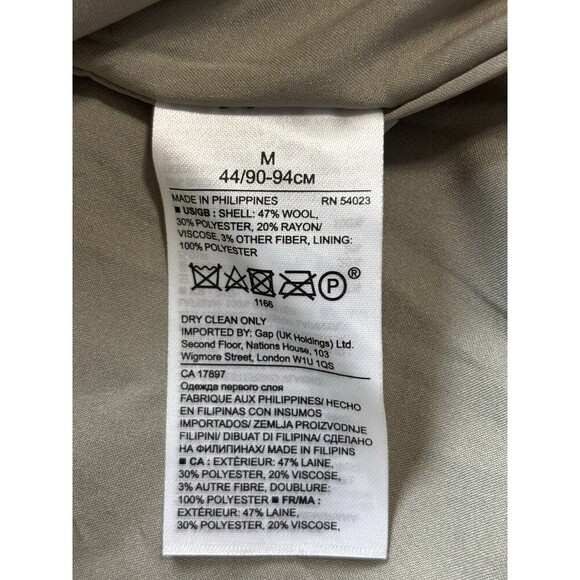 M
44/90-94CM
MADE IN PHILIPPINES RN 54023
■ US/GB : SHELL: 47% WOOL,
30% POLYESTER, 20% RAYON/
VISCOSE, 3% OTHER FIBER, LINING:
100% POLYESTER
P ®
1166
DRY CLEAN ONLY
IMPORTED BY: Gap (UK Holdings) Ltd.
Second Floor, Nations House, 103
Wigmore Street, London W1U 1QS
CA 17897
Одежда первого слоя
FABRIQUE AUX PHILIPPINES/ HECHO
EN FILIPINAS CON INSUMOS
IMPORTADOS/ ZEMLJA PROIZVODNJE
FILIPINI/ DIBUAT DI FILIPINA/ СДЕЛАНО
НА ФИЛИППИНАХ/ MADE IN FILIPINS
■ CA : EXTÉRIEUR: 47% LAINE,
30% POLYESTER, 20% VISCOSE,
3% AUTRE FIBRE, DOUBLURE:
100% POLYESTER ■ FR/MA :
EXTÉRIEUR: 47% LAINE,
30% POLYESTER, 20% VISCOSE,